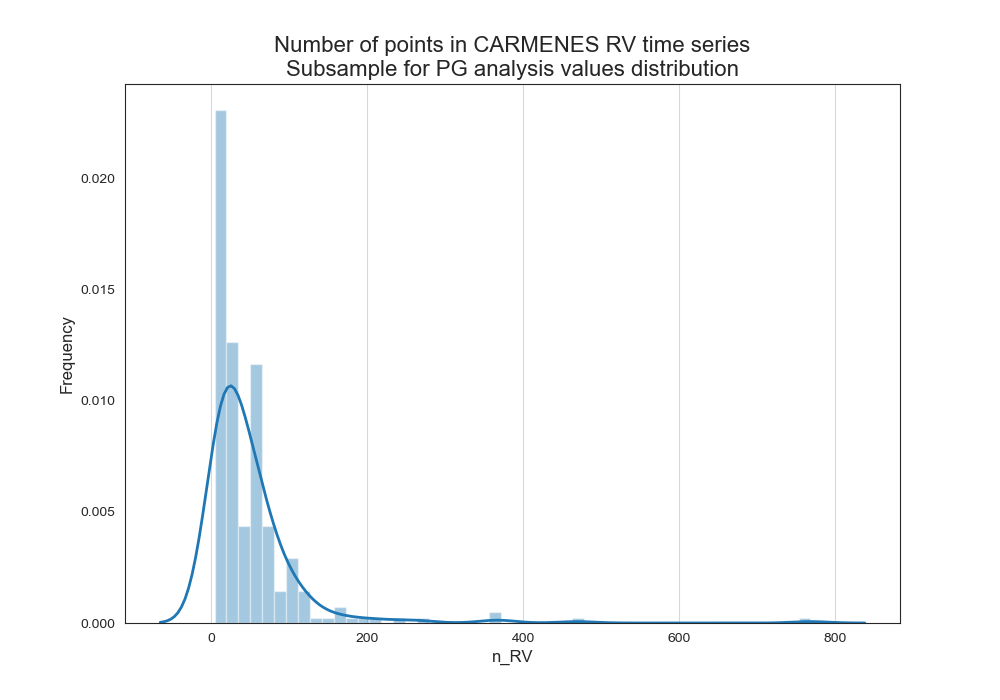 Number of points in CARMENES RV time series
Subsample for PG analysis values distribution
0.020
0.015
0.010
0.005
0.000
Frequency
0
200
400
600
800
n_RV